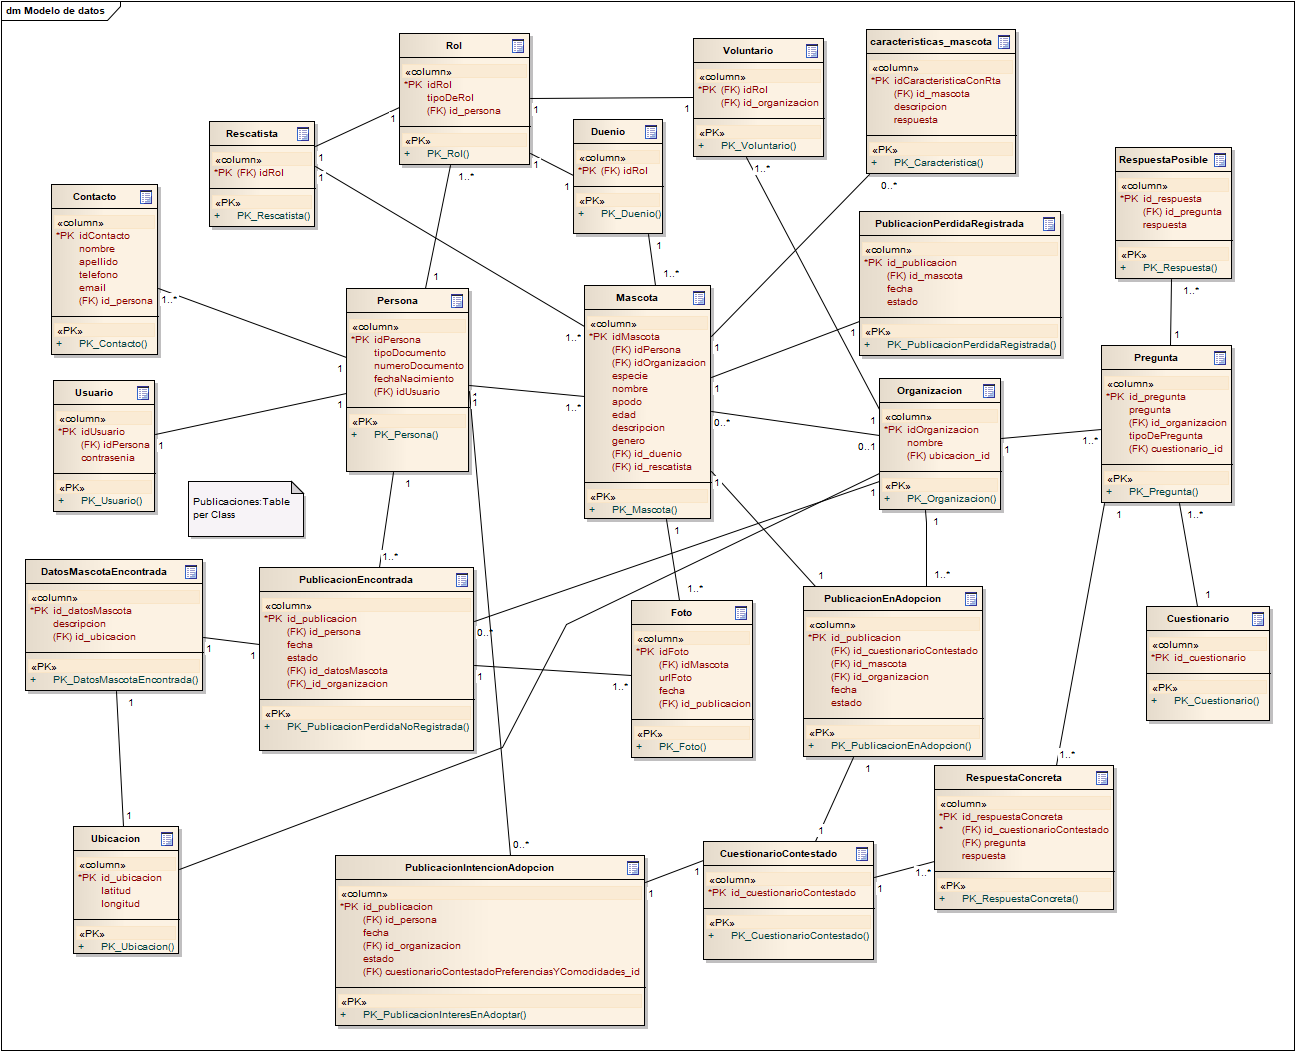 dm Modelo de datos
Rol
«column»
*PK idRol
tipoDeRol
(FK) id_persona
«PK»
+ PK_Rol()
Voluntario
«column»
*PK (FK) idRol
(FK) id_organizacion
«PK»
+ PK_Voluntario()
caracteristicas_mascota
«column»
*PK idCaracteristicaConRta
(FK) id_mascota
descripcion
respuesta
«PK»
+ PK_Caracteristica()
Rescatista
«column»
*PK (FK) idRol
«PK»
+ PK_Rescatista()
Duenio
«column»
*PK (FK) idRol
«PK»
+ PK_Duenio()
RespuestaPosible
«column»
*PK id_respuesta
(FK) id_pregunta
respuesta
«PK»
+ PK_Respuesta()
Contacto
«column»
*PK idContacto
nombre
apellido
telefono
email
(FK) id_persona
«PK»
+ PK_Contacto()
PublicacionPerdidaRegistrada
«column»
*PK id_publicacion
(FK) id_mascota
fecha
estado
«PK»
+ PK_PublicacionPerdidaRegistrada()
Persona
«column»
*PK idPersona
tipoDocumento
numeroDocumento
fechaNacimiento
(FK) idUsuario
«PK»
+ PK_Persona()
Mascota
«column»
*PK idMascota
(FK) idPersona
(FK) idOrganizacion
especie
nombre
apodo
edad
descripcion
genero
(FK) id_duenio
(FK) id_rescatista
«PK»
+ PK_Mascota()
Pregunta
«column»
*PK id_pregunta
pregunta
(FK) id_organizacion
tipoDePregunta
(FK) cuestionario_id
«PK»
+ PK_Pregunta()
Usuario
«column»
*PK idUsuario
(FK) idPersona
contrasenia
«PK»
+ PK_Usuario()
Organizacion
«column»
*PK idOrganizacion
nombre
(FK) ubicacion_id
«PK»
+ PK_Organizacion()
Publicaciones:Table
per Class
DatosMascotaEncontrada
«column»
*PK id_datosMascota
descripcion
(FK) id_ubicacion
«PK»
+ PK_DatosMascotaEncontrada()
PublicacionEncontrada
«column»
*PK id_publicacion
(FK) id_persona
fecha
estado
(FK) id_datosMascota
(FK)_id_organizacion
«PK»
+ PK_PublicacionPerdidaNoRegistrada()
Foto
«column»
*PK idFoto
(FK) idMascota
urlFoto
fecha
(FK) id_publicacion
«PK»
+ PK_Foto()
PublicacionEnAdopcion
«column»
*PK id_publicacion
(FK) id_cuestionarioContestado
(FK) id_mascota
(FK) id_organizacion
fecha
estado
«PK»
+ PK_PublicacionEnAdopcion()
Cuestionario
«column»
*PK id_cuestionario
«PK»
+ PK_Cuestionario()
RespuestaConcreta
«column»
*PK id_respuestaConcreta
* (FK) id_cuestionarioContestado
(FK) pregunta
respuesta
«PK»
+ PK_RespuestaConcreta()
Ubicacion
«column»
*PK id_ubicacion
latitud
longitud
«PK»
+ PK_Ubicacion()
PublicacionIntencionAdopcion
«column»
*PK id_publicacion
(FK) id_persona
fecha
(FK) id_organizacion
estado
(FK) cuestionarioContestadoPreferenciasYComodidades_id
«PK»
+ PK_PublicacionInteresEnAdoptar()
CuestionarioContestado
«column»
*PK id_cuestionarioContestado
«PK»
+ PK_CuestionarioContestado()
1
1
1
1
1
1
1..*
1
1
1..*
1..*
1
1..*
1
1
1
1
1..*
1..*
1
0..*
1
1
1
0..*
0..1
1
1..*
1..*
1
1..*
1
1
1..*
1
1
1..*
1
1..*
1
0..*
1
1
1..*
1
1..*
1
1
1
1
1
0..*
1
1
1
1
1
1..*